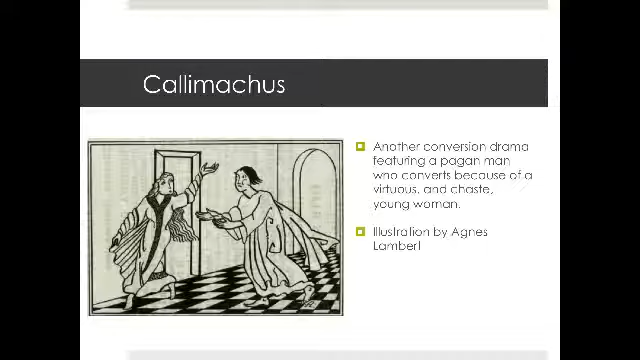 Callimachus
Another conversion drama
featuring a pagan man
who converts because of a
virtuous, and chaste,
young woman.
Illustration by Agnes
Lamberl